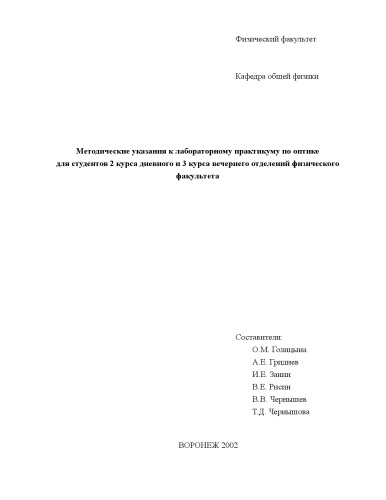 Физический факультет
Кафедра общей физики
Методические указания к лабораторному практикуму по оптике
для студентов 2 курса дневного и 3 курса вечернего отделений физического
факультета
Составители:
О.М. Голицына
А.Е. Гриднев
И.Е. Занин
В.Е. Рисин
В.В. Чернышев
Т.Д. Чернышова
ВОРОНЕЖ 2002